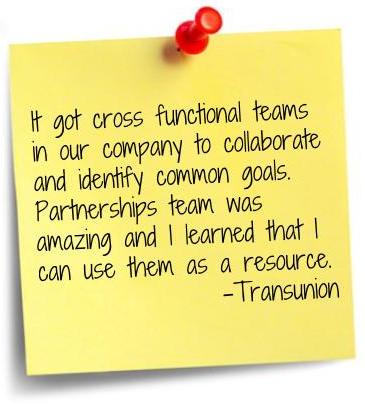 It got cross functional teams
in our company to collaborate
and identify common goals.
Partnerships team was
amazing and I learned that I
can use them as a resource.
-Transunion